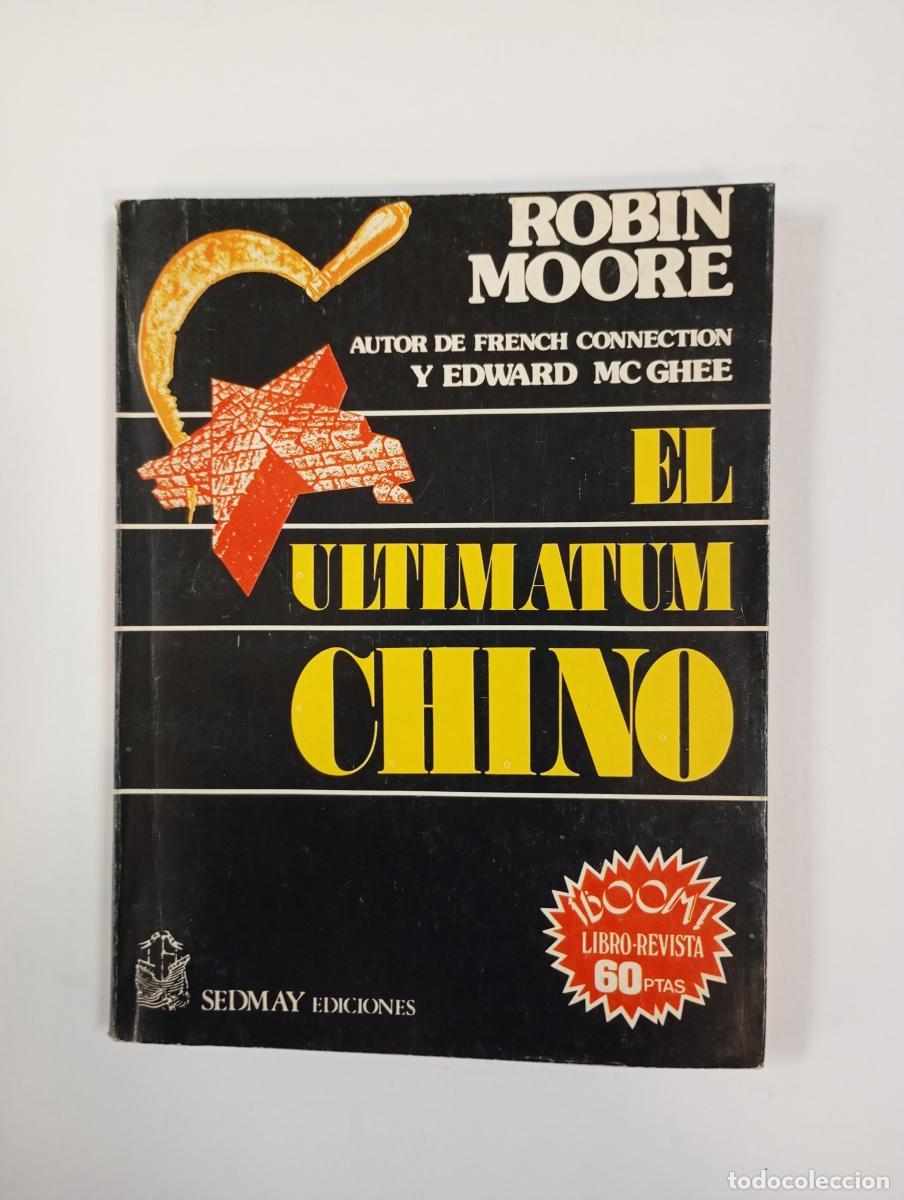 ROBIN
MOORE
AUTOR DE FRENCH CONNECTION
Y EDWARD MC GHEE
EL
ULTIMATUM
CHINO
¡BOOM!
LIBRO-REVISTA
60 PTAS
SEDMAY EDICIONES
todocoleccion